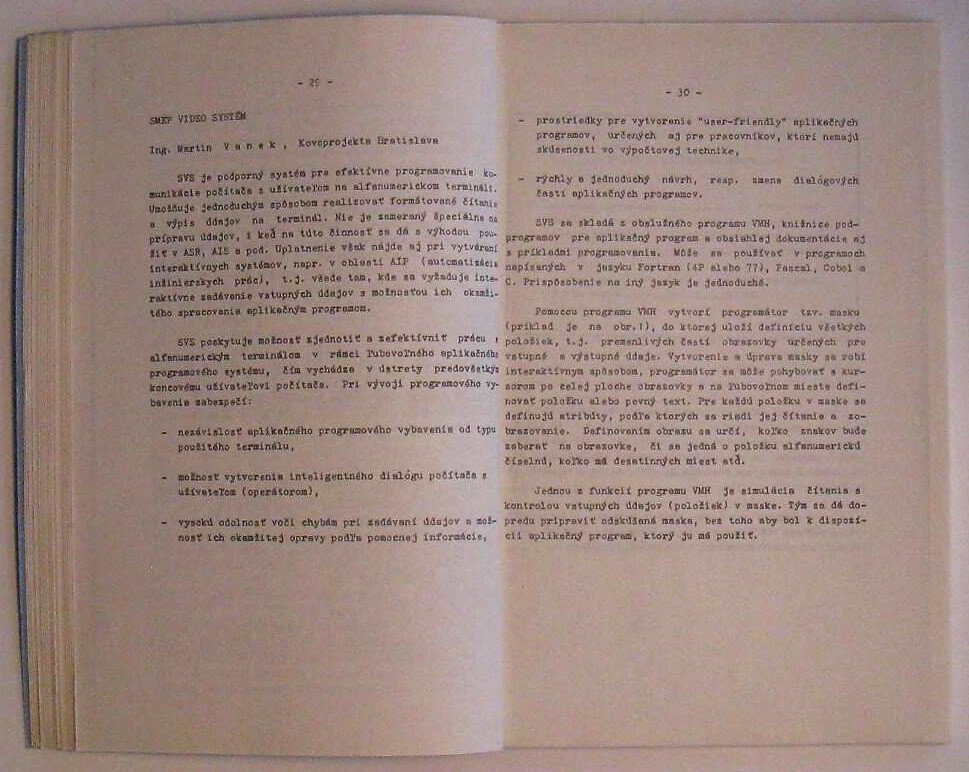 - 29 -
SMEP VIDEO SYSTÉM
Ing. Martin V a n e k , Kovoprojekta Bratislava
SVS je podporný systém pre efektívne programovanie ko-
munikácie počítača s užívateľom na alfanumerickom termináli.
Umožňuje jednoduchým spôsobom realizovať formátované čítanie
a výpis údajov na terminál. Nie je zameraný špeciálne na
prípravu údajov, i keď na túto činnosť sa dá s výhodou pou-
žiť v ASR, AIS a pod. Uplatnenie však nájde aj pri vytváraní
interaktívnych systémov, napr. v oblasti AIP (automatizácia
inžinierskych prác), t.j. všade tam, kde sa vyžaduje inte-
raktívne zadávanie vstupných údajov s možnosťou ich okamži-
tého spracovania aplikačným programom.
SVS poskytuje možnosť zjednotiť a zefektívniť prácu s
alfanumerickým terminálom v rámci ľubovoľného aplikačného
programového systému, čím vychádza v ústrety predovšetkým
koncovému užívateľovi počítača. Pri vývoji programového vy-
bavenia zabezpečí:
- nezávislosť aplikačného programového vybavenia od typu
použitého terminálu,
- možnosť vytvorenia inteligentného dialógu počítača s
užívateľom (operátorom),
- vysokú odolnosť voči chybám pri zadávaní údajov a mož-
nosť ich okamžitej opravy podľa pomocnej informácie,
- 30 -
- prostriedky pre vytvorenie "user-friendly" aplikačných
programov, určených aj pre pracovníkov, ktorí nemajú
skúsenosti vo výpočtovej technike,
- rýchly a jednoduchý návrh, resp. zmena dialógových
častí aplikačných programov.
SVS sa skladá z obslužného programu VMH, knižnice pod-
programov pre aplikačný program a obsiahlej dokumentácie aj
s príkladmi programovania. Môže sa používať v programoch
napísaných v jazyku Fortran (4P alebo 77), Pascal, Cobol a
C. Prispôsobenie na iný jazyk je jednoduché.
Pomocou programu VMH vytvorí programátor tzv. masku
(príklad je na obr.1), do ktorej uloží definíciu všetkých
položiek, t.j. premenlivých častí obrazovky určených pre
vstupné a výstupné údaje. Vytvorenie a úprava masky sa robí
interaktívnym spôsobom, programátor sa môže pohybovať s kur-
zorom po celej ploche obrazovky a na ľubovoľnom mieste defi-
novať položku alebo pevný text. Pre každú položku v maske sa
definujú atribúty, podľa ktorých sa riadi jej čítanie a zo-
brazovanie. Definovaním obrazu sa určí, koľko znakov bude
zaberať na obrazovke, či sa jedná o položku alfanumerickú
číselnú, koľko má desatinných miest atď.
Jednou z funkcií programu VMH je simulácia čítania s
kontrolou vstupných údajov (položiek) v maske. Tým sa dá do-
predu pripraviť odskúšaná maska, bez toho aby bol k dispozí-
cii aplikačný program, ktorý ju má použiť.